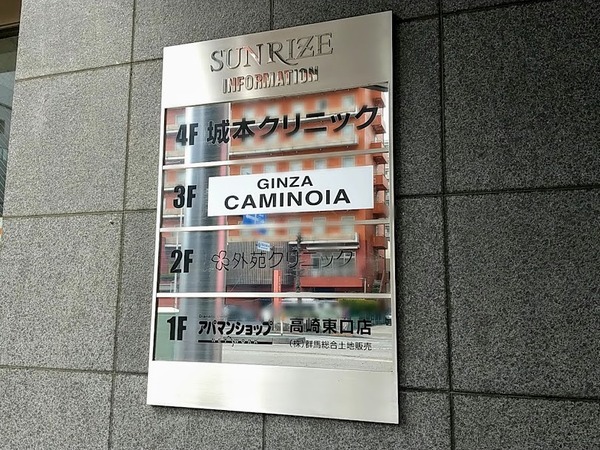 SUNRIZE
INFORMATION
4F 城本クリニック
3F GINZA
CAMINOIA
2F 外苑クリニック
1F アパマンショップ 高崎東口店
(株)群馬総合土地販売